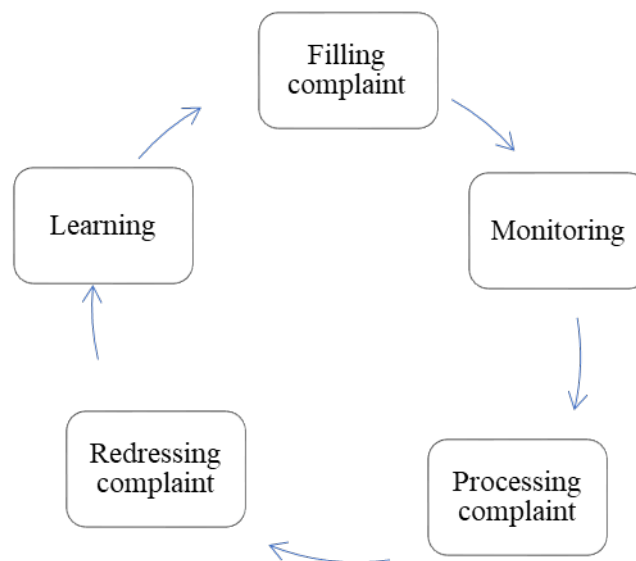 Filling
complaint
Monitoring
Processing
complaint
Redressing
complaint
Learning